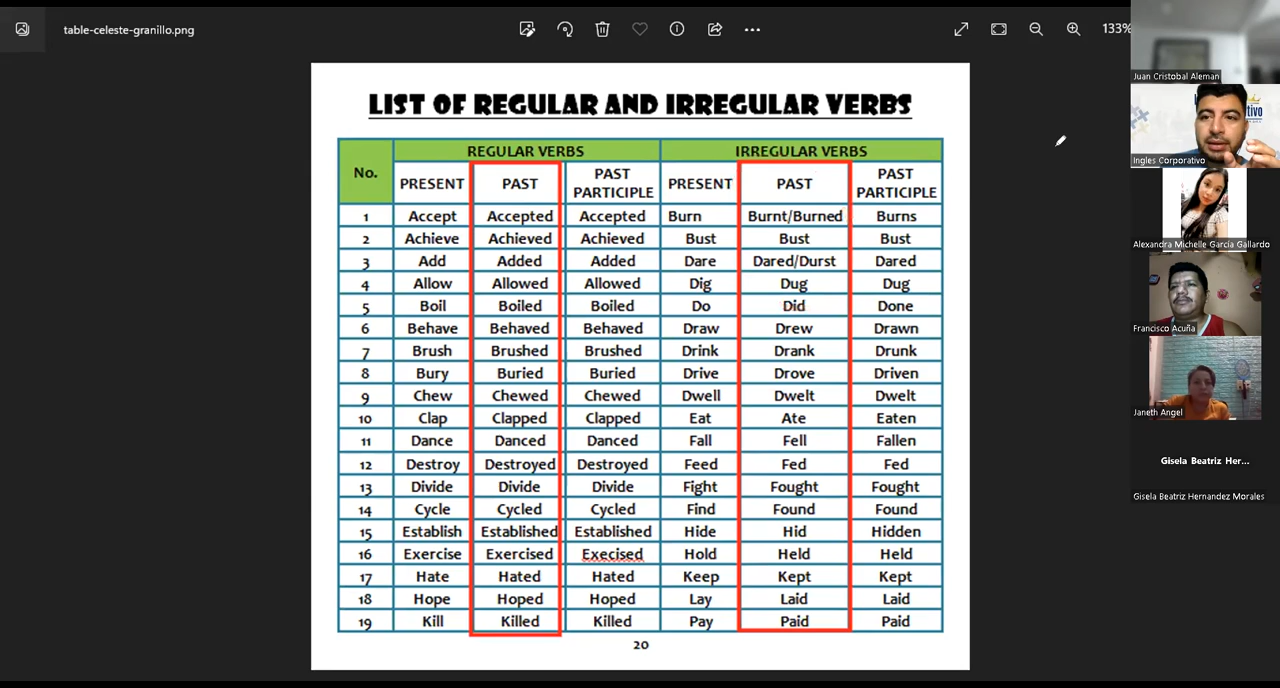 table-celeste-granillo.png
133%
LIST OF REGULAR AND IRREGULAR VERBS
No. REGULAR VERBS IRREGULAR VERBS
PRESENT PAST PAST PARTICIPLE PRESENT PAST PAST PARTICIPLE
1 Accept Accepted Accepted Burn Burnt/Burned Burns
2 Achieve Achieved Achieved Bust Bust Bust
3 Add Added Added Dare Dared/Durst Dared
4 Allow Allowed Allowed Dig Dug Dug
5 Boil Boiled Boiled Do Did Done
6 Behave Behaved Behaved Draw Drew Drawn
7 Brush Brushed Brushed Drink Drank Drunk
8 Bury Buried Buried Drive Drove Driven
9 Chew Chewed Chewed Dwell Dwelt Dwelt
10 Clap Clapped Clapped Eat Ate Eaten
11 Dance Danced Danced Fall Fell Fallen
12 Destroy Destroyed Destroyed Feed Fed Fed
13 Divide Divide Divide Fight Fought Fought
14 Cycle Cycled Cycled Find Found Found
15 Establish Established Established Hide Hid Hidden
16 Exercise Exercised Execised Hold Held Held
17 Hate Hated Hated Keep Kept Kept
18 Hope Hoped Hoped Lay Laid Laid
19 Kill Killed Killed Pay Paid Paid
20
Juan Cristobal Aleman
Ingles Corporativo
Alexandra Michelle García Gallardo
Francisco Acuña
Janeth Angel
Gisela Beatriz Her...
Gisela Beatriz Hernandez Morales